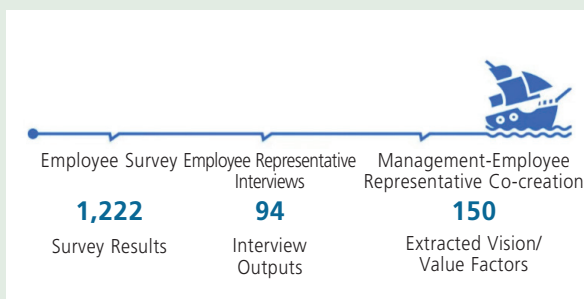 Employee Survey
1,222
Survey Results
Employee Representative
Interviews
94
Interview
Outputs
Management-Employee
Representative Co-creation
150
Extracted Vision/
Value Factors